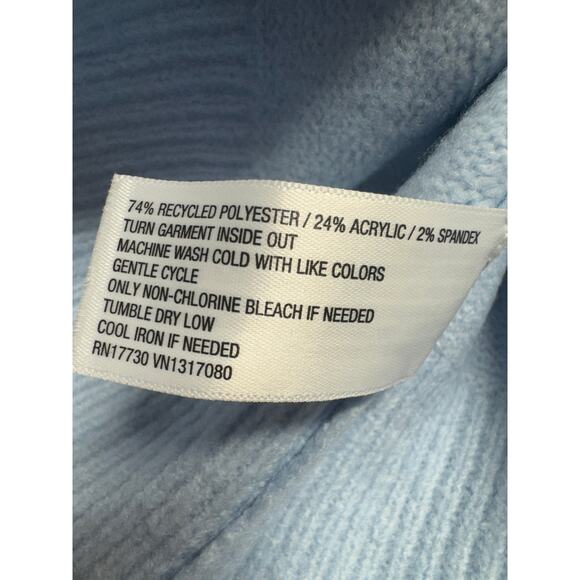 74% RECYCLED POLYESTER / 24% ACRYLIC / 2% SPANDEX
TURN GARMENT INSIDE OUT
MACHINE WASH COLD WITH LIKE COLORS
GENTLE CYCLE
ONLY NON-CHLORINE BLEACH IF NEEDED
TUMBLE DRY LOW
COOL IRON IF NEEDED
RN17730 VN1317080